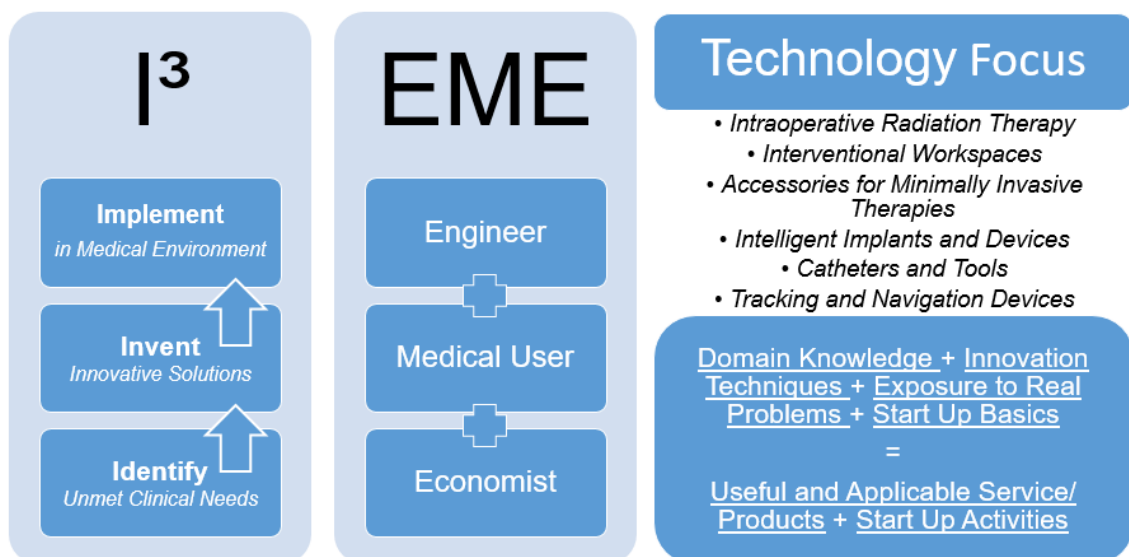 I³
Implement
in Medical Environment
Invent
Innovative Solutions
Identify
Unmet Clinical Needs
EME
Engineer
Medical User
Economist
Technology Focus
• Intraoperative Radiation Therapy
• Interventional Workspaces
• Accessories for Minimally Invasive
Therapies
• Intelligent Implants and Devices
• Catheters and Tools
• Tracking and Navigation Devices
Domain Knowledge + Innovation
Techniques + Exposure to Real
Problems + Start Up Basics
=
Useful and Applicable Service/
Products + Start Up Activities